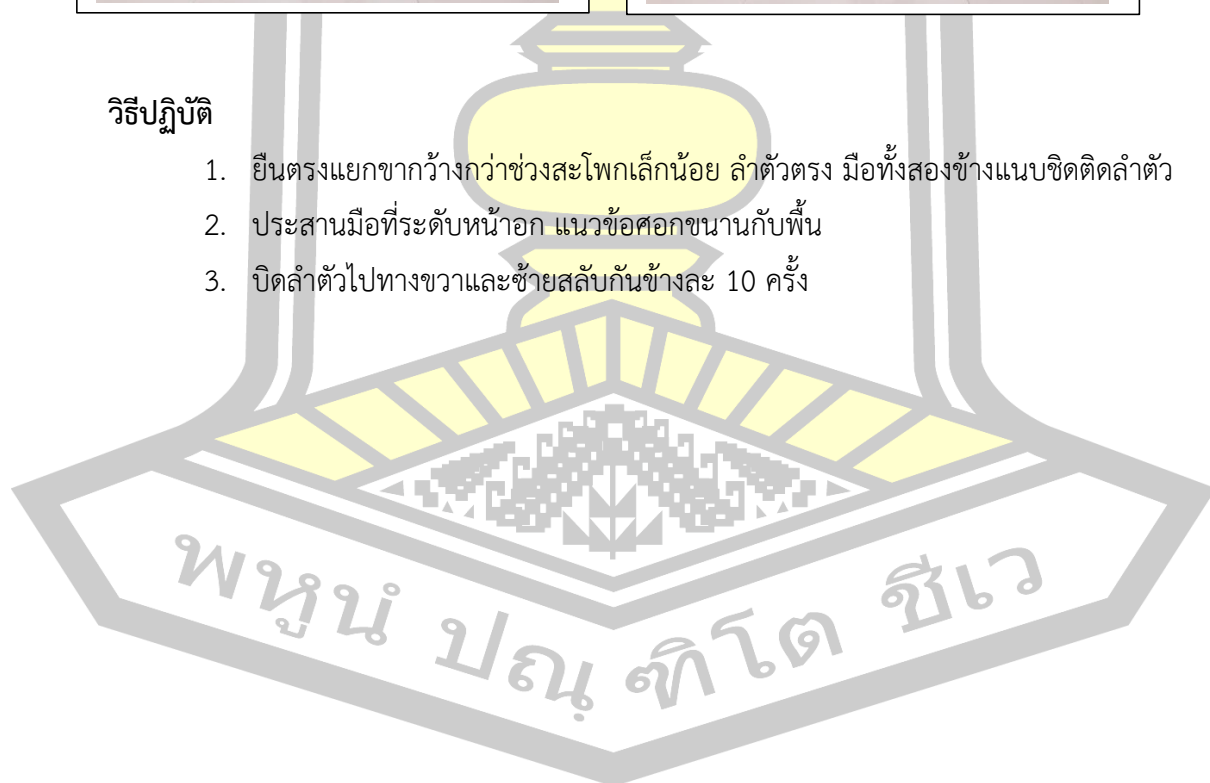 วิธีปฏิบัติ
1. ยืนตรงแยกขากว้างกว่าช่วงสะโพกเล็กน้อย ลำตัวตรง มือทั้งสองข้างแนบชิดติดลำตัว
2. ประสานมือที่ระดับหน้าอก แนวข้อศอกขนานกับพื้น
3. บิดลำตัวไปทางขวาและซ้ายสลับกันข้างละ 10 ครั้ง
พหูนํ ปณฺ ฑิโต ชีเว